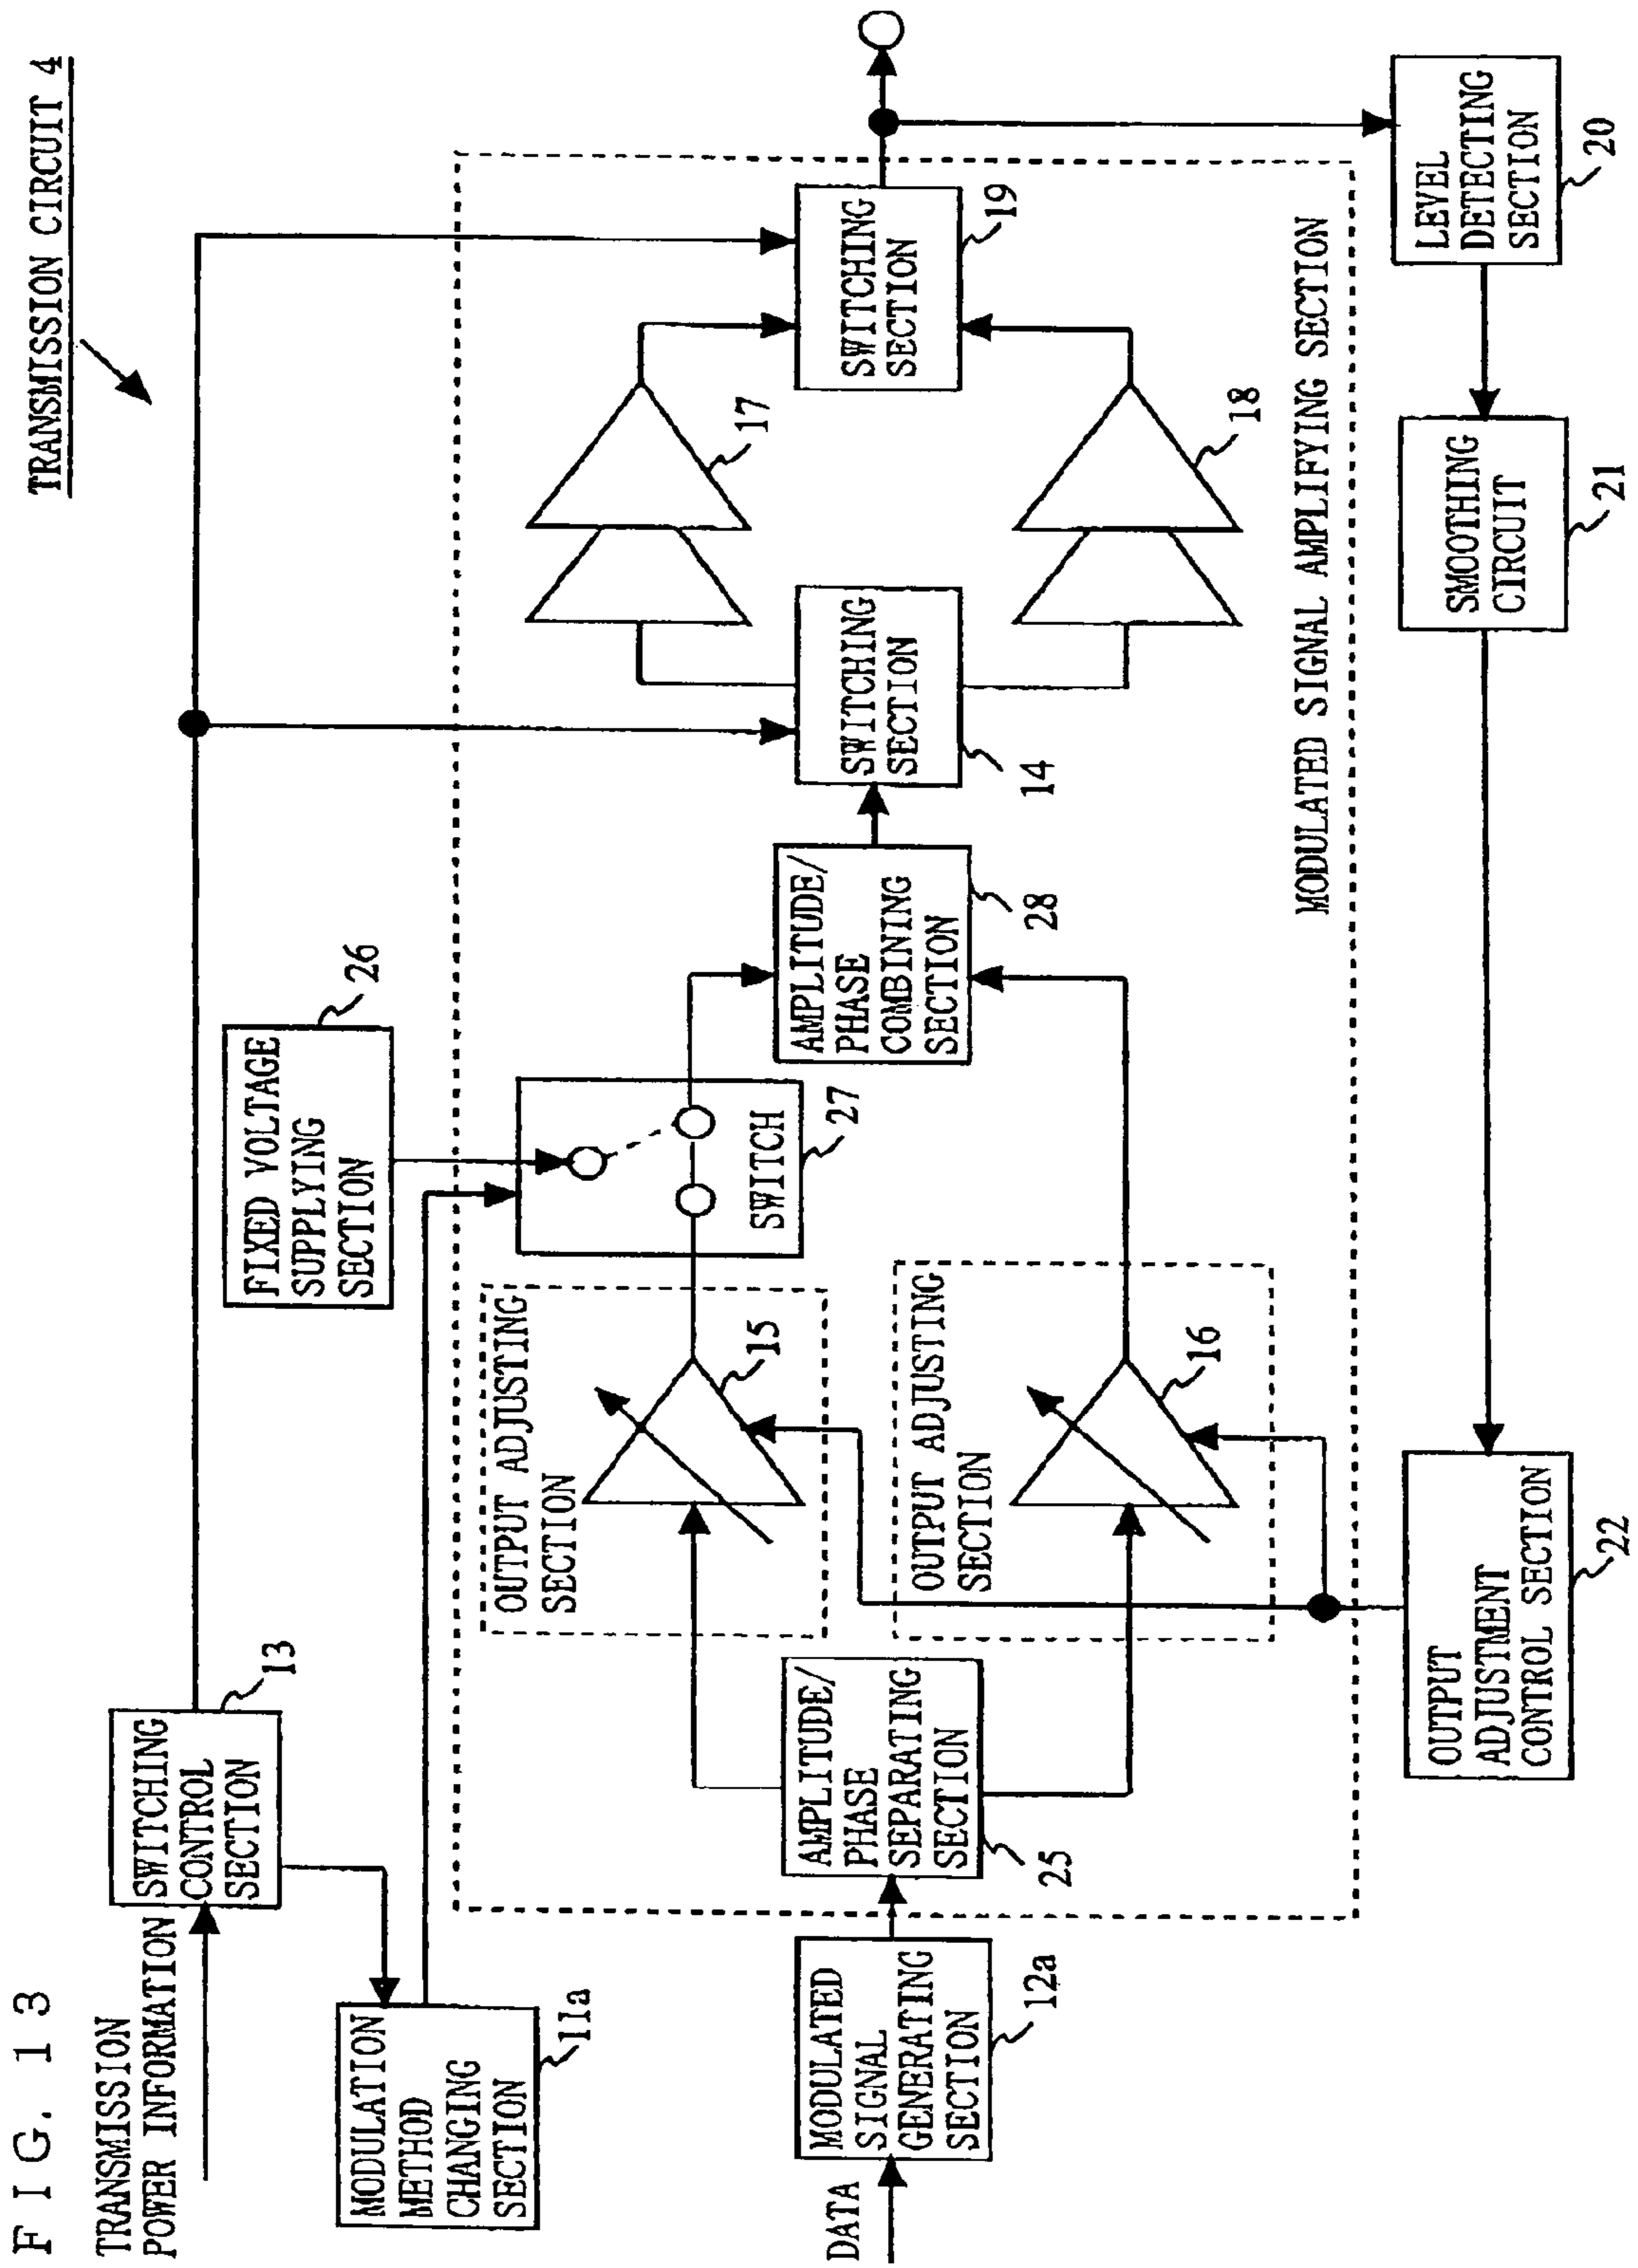 FIG. 13
TRANSMISSION CIRCUIT 4
TRANSMISSION
POWER INFORMATION
SWITCHING
CONTROL
SECTION
13
MODULATION
METHOD
CHANGING
SECTION
11a
FIXED VOLTAGE
SUPPLYING
SECTION
26
DATA
MODULATED
SIGNAL
GENERATING
SECTION
12a
AMPLITUDE/
PHASE
SEPARATING
SECTION
25
OUTPUT ADJUSTING
SECTION
15
OUTPUT ADJUSTING
SECTION
16
SWITCH
27
AMPLITUDE/
PHASE
COMBINING
SECTION
28
SWITCHING
SECTION
14
17
18
SWITCHING
SECTION
19
MODULATED SIGNAL AMPLIFYING SECTION
OUTPUT
ADJUSTMENT
CONTROL SECTION
22
SMOOTHING
CIRCUIT
21
LEVEL
DETECTING
SECTION
20